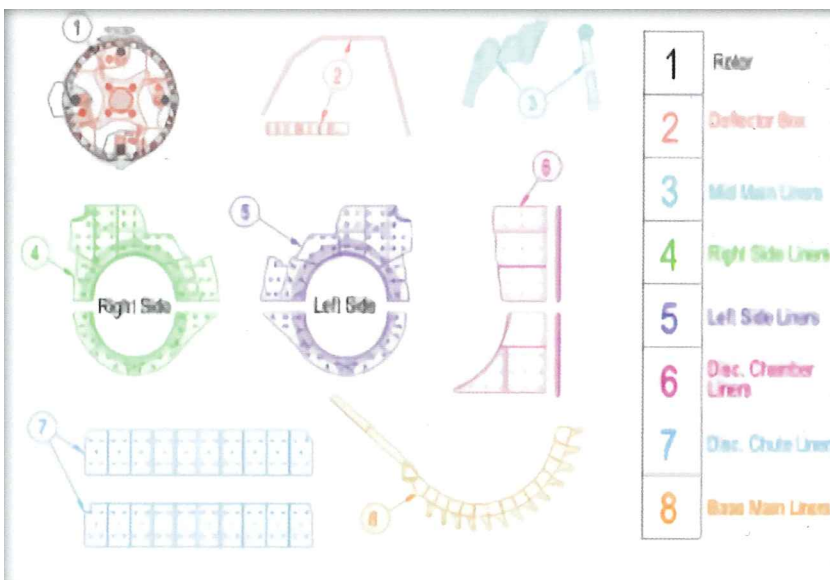 1
2
3
6
5
4
Right Side
Left Side
7
8
1 Rotor
2 Deflector Box
3 Mid Main Liners
4 Right Side Liners
5 Left Side Liners
6 Disc. Chamber
Liners
7 Disc. Chute Liner
8 Base Main Liners